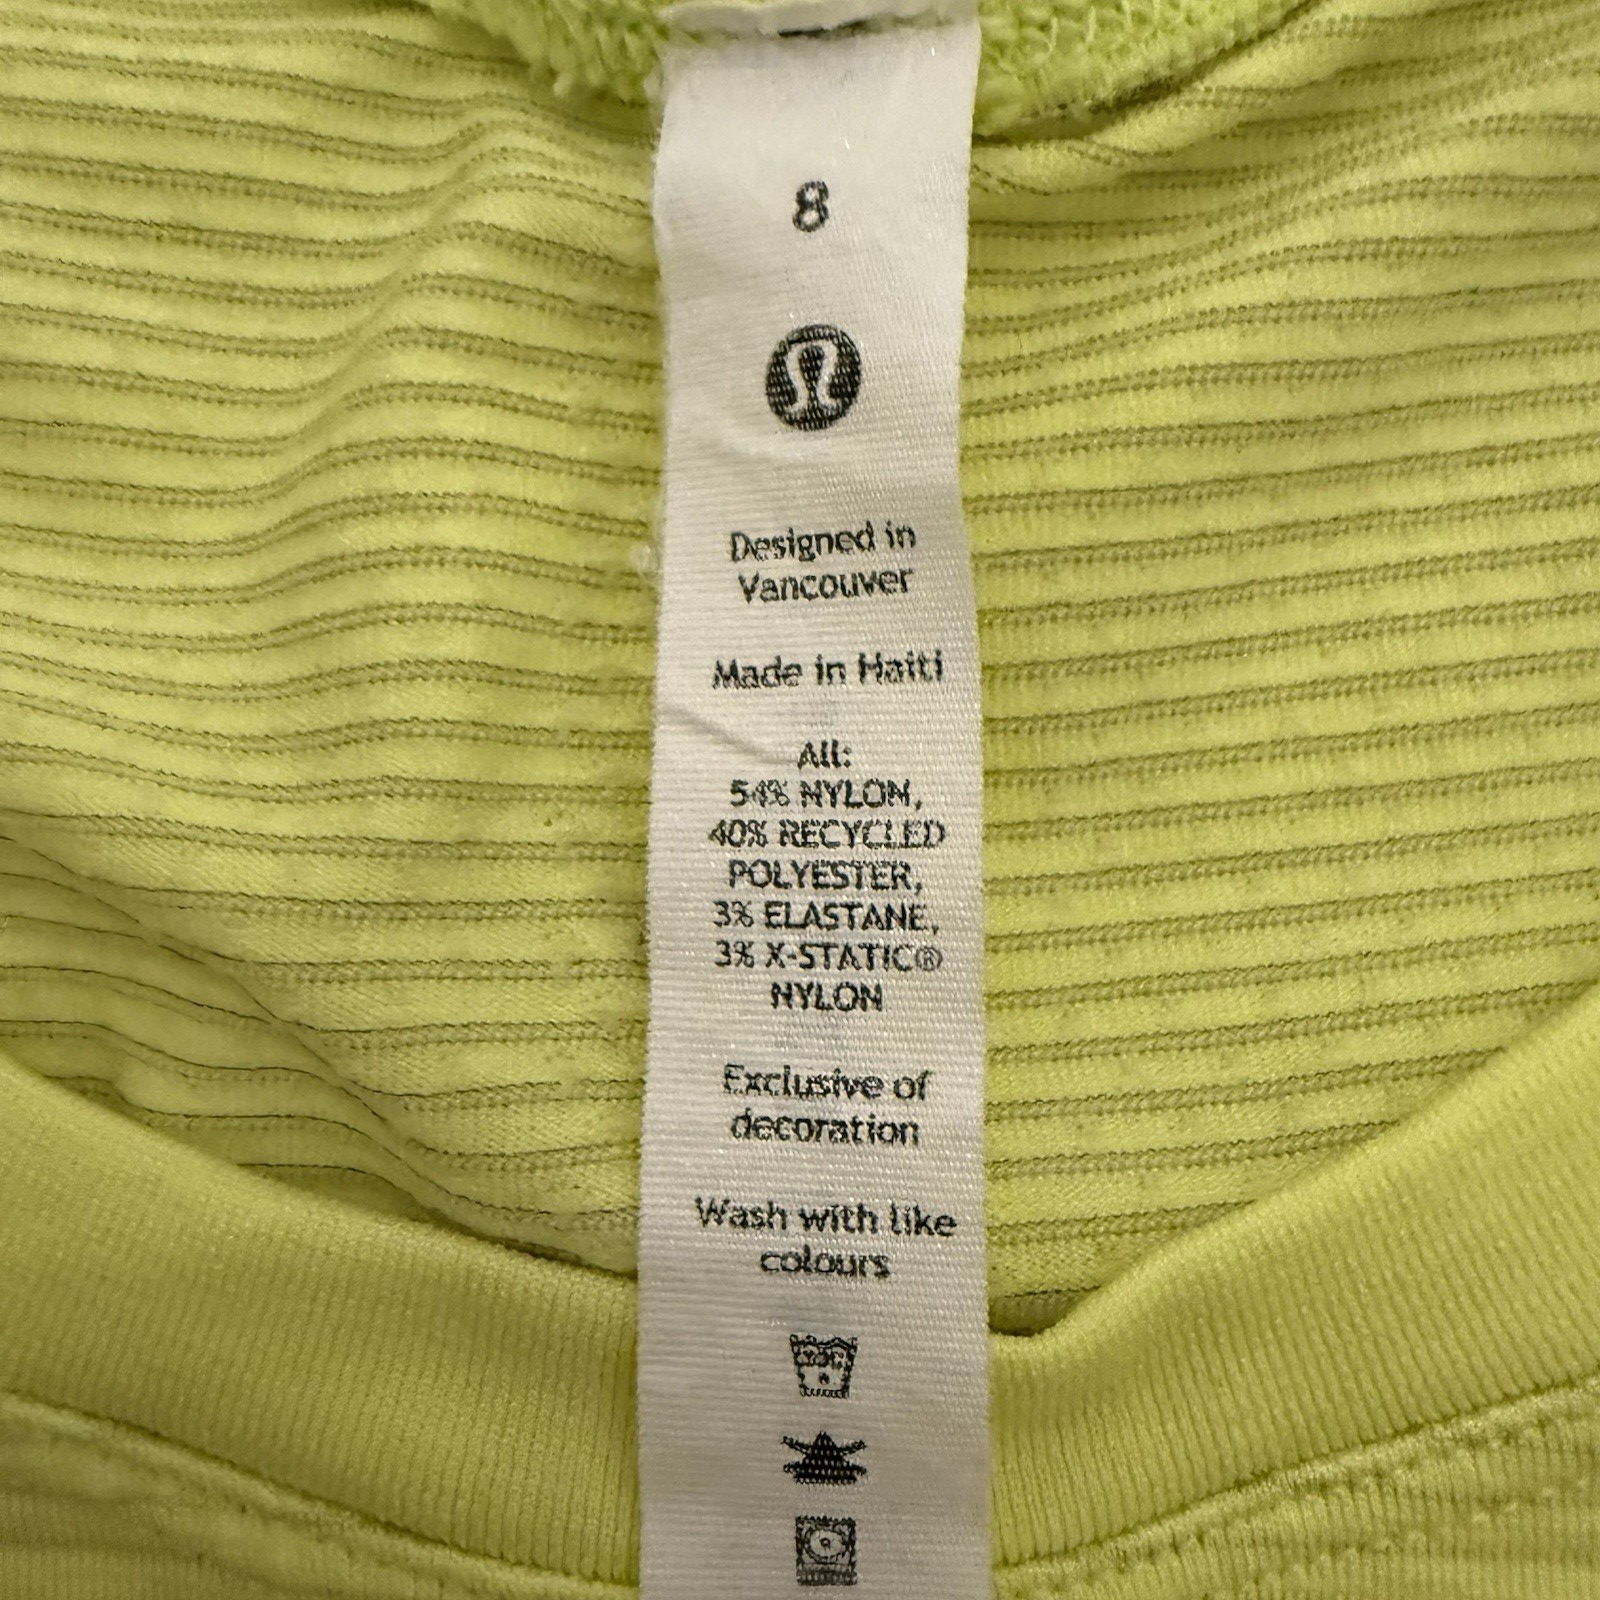 8
Designed in
Vancouver
Made in Haiti
All:
54% NYLON,
40% RECYCLED
POLYESTER,
3% ELASTANE,
3% X-STATIC®
NYLON
Exclusive of
decoration
Wash with like
colours